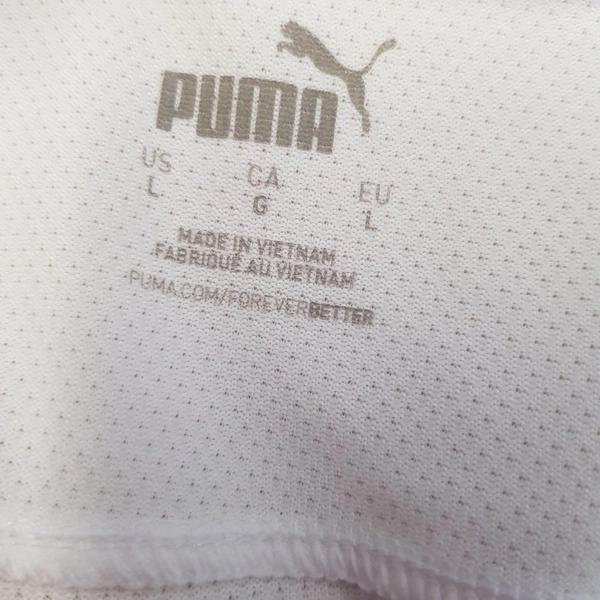 PUMA
US CA EU
L G L
MADE IN VIETNAM
FABRIQUÉ AU VIETNAM
PUMA.COM/FOREVERBETTER